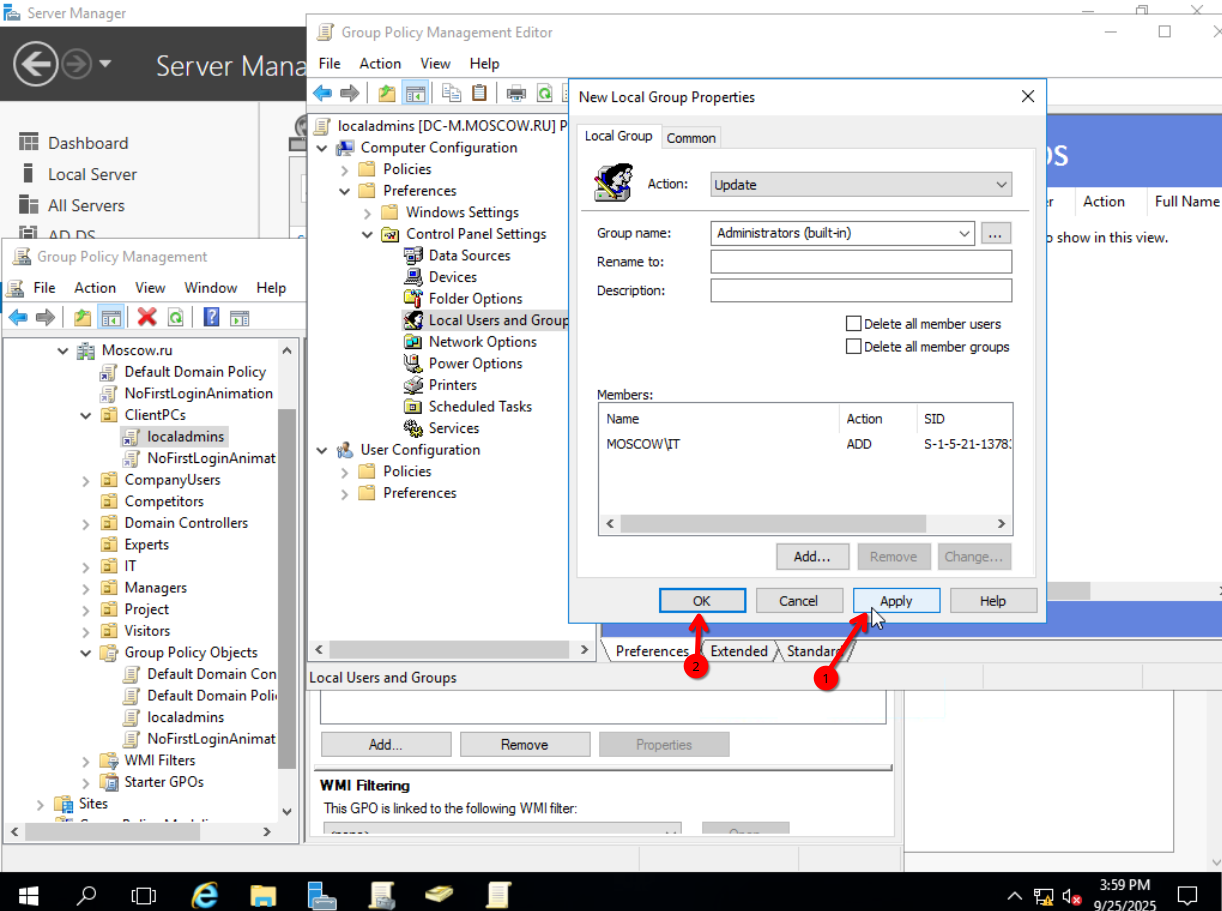 Server Manager
Server Mana
Dashboard
Local Server
All Servers
AD DS
Group Policy Management
File Action View Window Help
Moscow.ru
Default Domain Policy
NoFirstLoginAnimation
ClientPCs
localadmins
NoFirstLoginAnimat
CompanyUsers
Competitors
Domain Controllers
Experts
IT
Managers
Project
Visitors
Group Policy Objects
Default Domain Con
Default Domain Poli
localadmins
NoFirstLoginAnimat
WMI Filters
Starter GPOs
Sites
Group Policy Management Editor
File Action View Help
localadmins [DC-M.MOSCOW.RU] P
Computer Configuration
Policies
Preferences
Windows Settings
Control Panel Settings
Data Sources
Devices
Folder Options
Local Users and Group
Network Options
Power Options
Printers
Scheduled Tasks
Services
User Configuration
Policies
Preferences
New Local Group Properties
Local Group Common
Action: Update
Group name: Administrators (built-in) ...
Rename to:
Description:
Delete all member users
Delete all member groups
Members:
Name Action SID
MOSCOW\IT ADD S-1-5-21-1378
Add... Remove Change...
OK Cancel Apply Help
2
1
Action Full Name
o show in this view.
Preferences Extended Standard
Local Users and Groups
Add... Remove Properties
WMI Filtering
This GPO is linked to the following WMI filter:
3:59 PM
9/25/2025